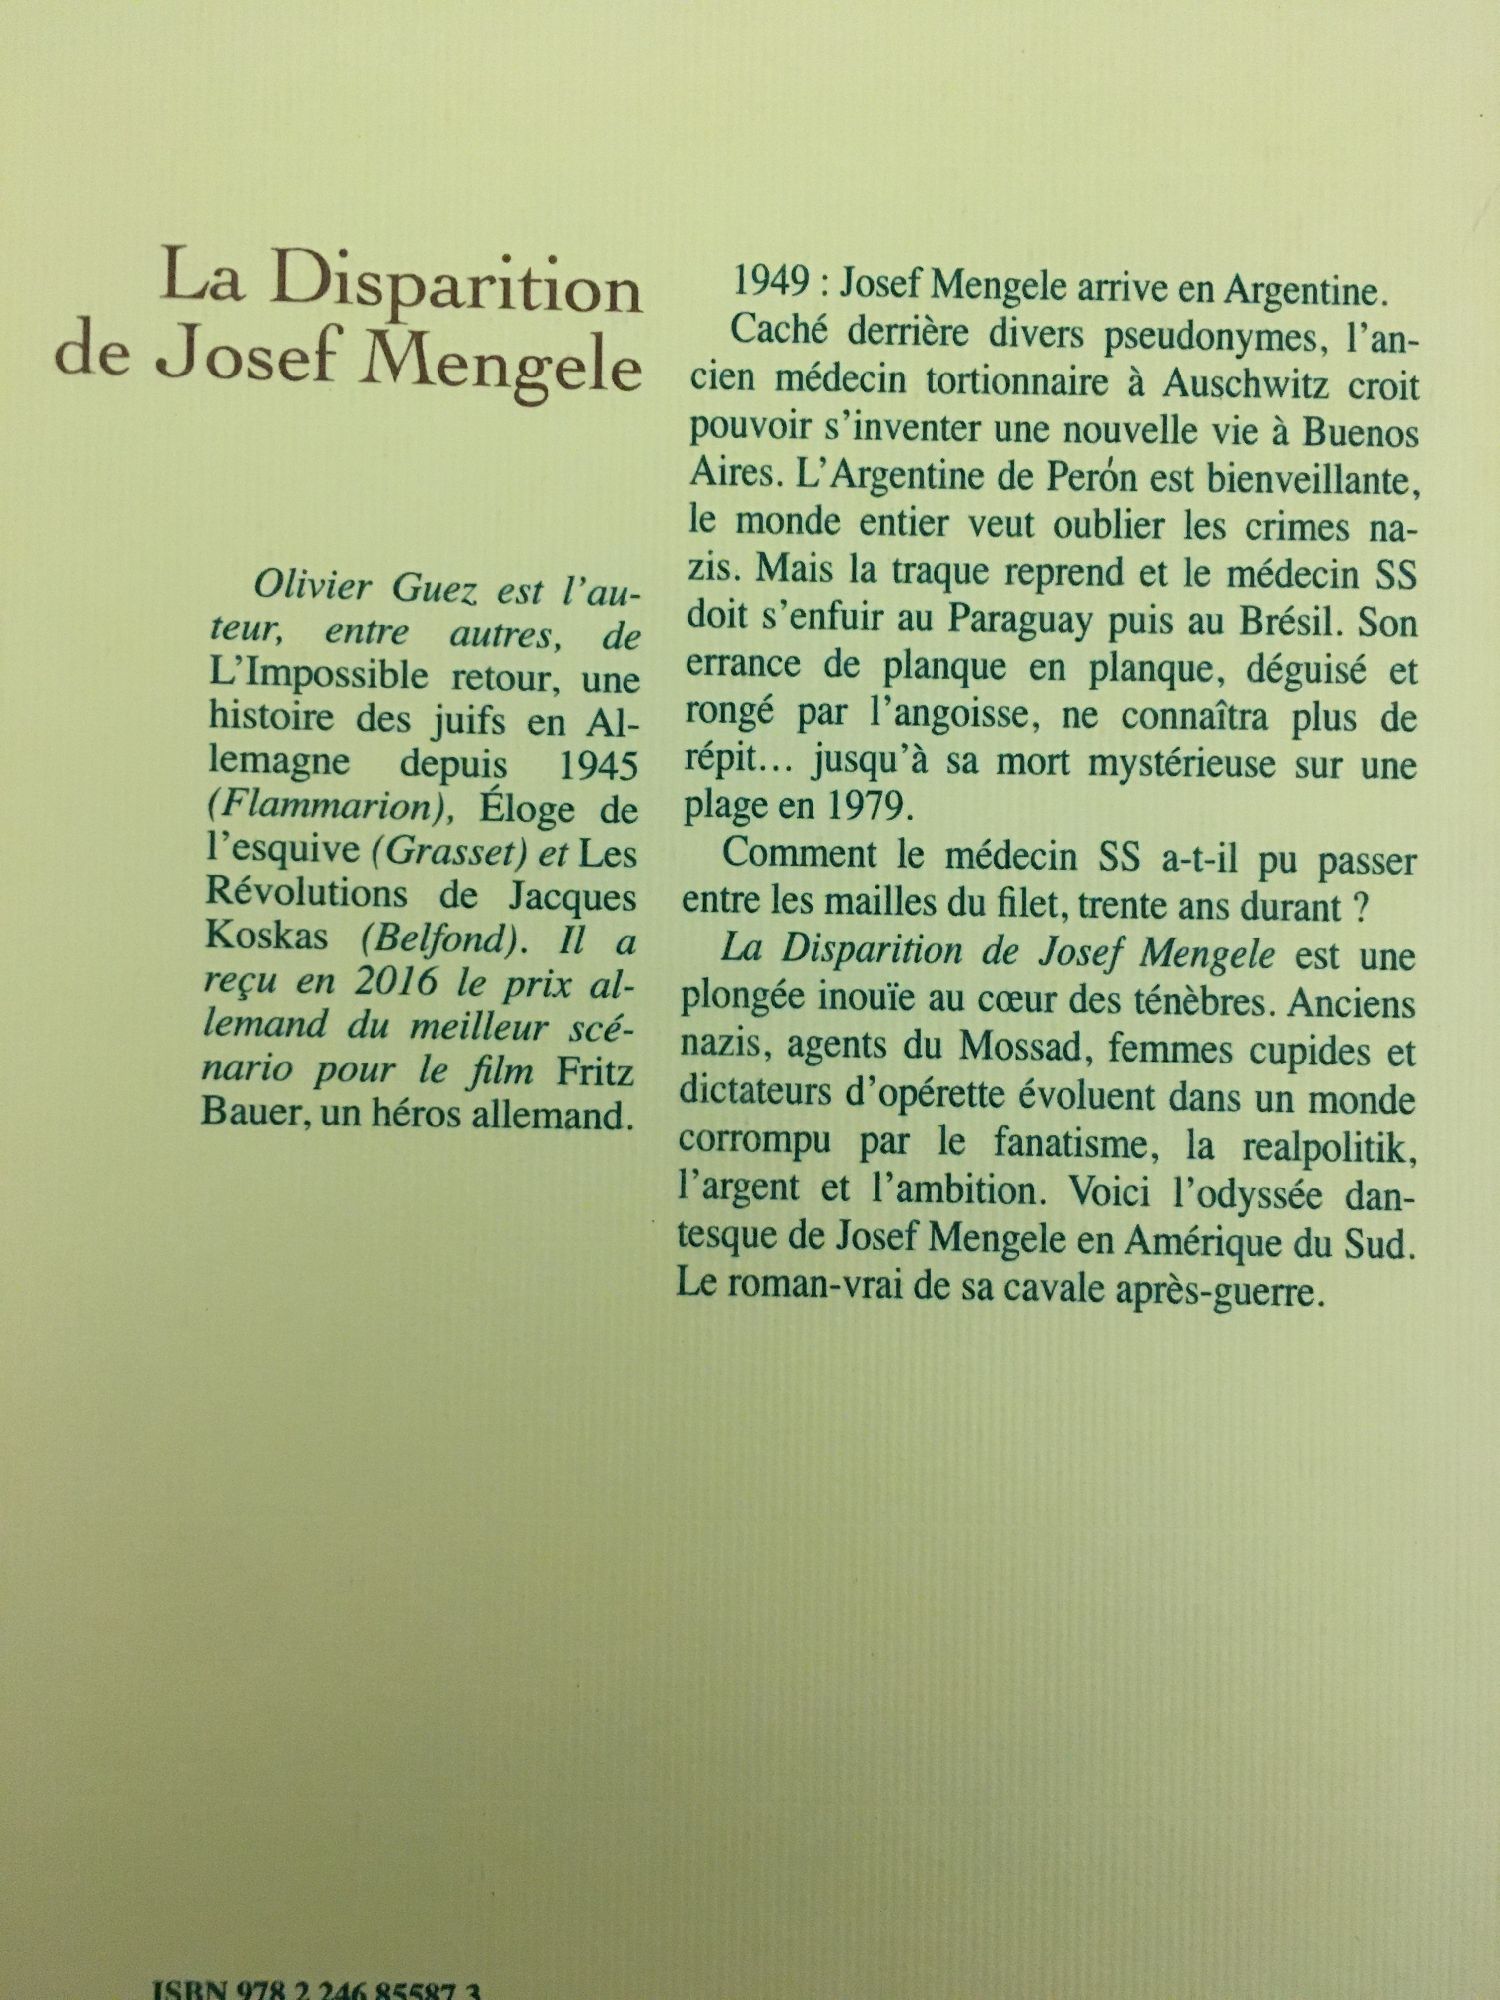 La Disparition
de Josef Mengele
Olivier Guez est l'au-
teur, entre autres, de
L'Impossible retour, une
histoire des juifs en Al-
lemagne depuis 1945
(Flammarion), Éloge de
l'esquive (Grasset) et Les
Révolutions de Jacques
Koskas (Belfond). Il a
reçu en 2016 le prix al-
lemand du meilleur scé-
nario pour le film Fritz
Bauer, un héros allemand.
1949 : Josef Mengele arrive en Argentine.
Caché derrière divers pseudonymes, l'an-
cien médecin tortionnaire à Auschwitz croit
pouvoir s'inventer une nouvelle vie à Buenos
Aires. L'Argentine de Perón est bienveillante,
le monde entier veut oublier les crimes na-
zis. Mais la traque reprend et le médecin SS
doit s'enfuir au Paraguay puis au Brésil. Son
errance de planque en planque, déguisé et
rongé par l'angoisse, ne connaîtra plus de
répit... jusqu'à sa mort mystérieuse sur une
plage en 1979.
Comment le médecin SS a-t-il pu passer
entre les mailles du filet, trente ans durant ?
La Disparition de Josef Mengele est une
plongée inouïe au cœur des ténèbres. Anciens
nazis, agents du Mossad, femmes cupides et
dictateurs d'opérette évoluent dans un monde
corrompu par le fanatisme, la realpolitik,
l'argent et l'ambition. Voici l'odyssée dan-
tesque de Josef Mengele en Amérique du Sud.
Le roman-vrai de sa cavale après-guerre.
ISBN 978 2 246 85587 3